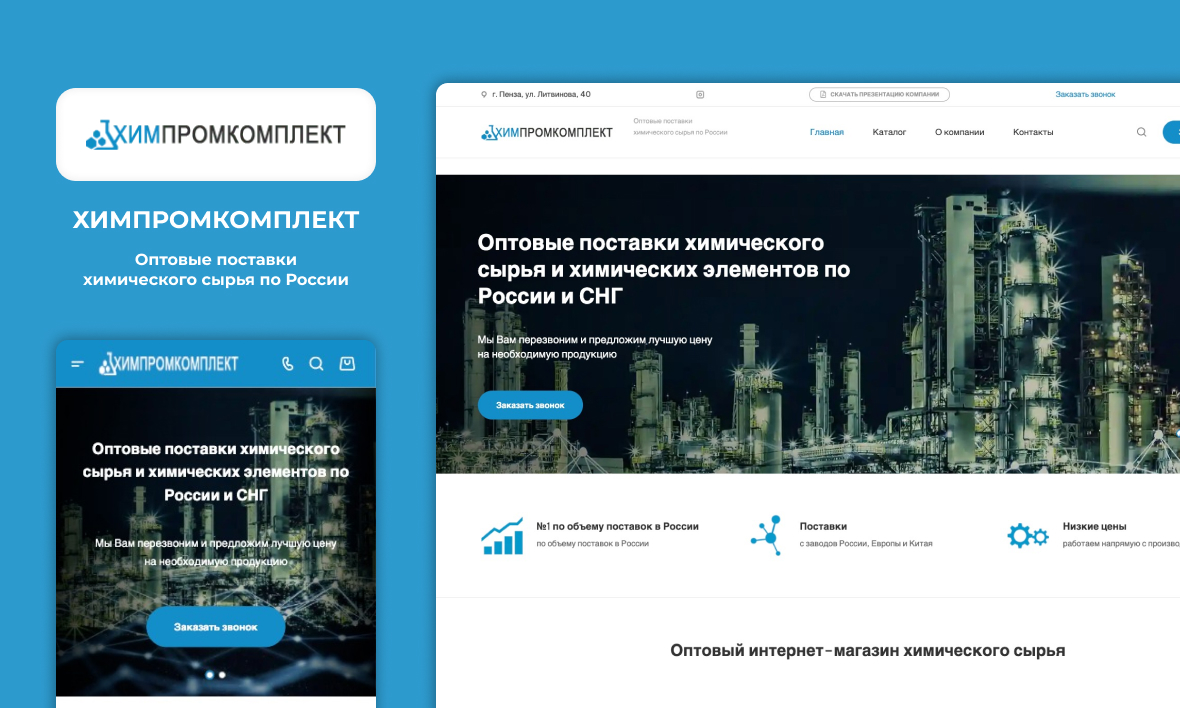 ХИМПРОМКОМПЛЕКТ
ХИМПРОМКОМПЛЕКТ
Оптовые поставки
химического сырья по России
ХИМПРОМКОМПЛЕКТ
Оптовые поставки химического
сырья и химических элементов по
России и СНГ
Мы Вам перезвоним и предложим лучшую цену
на необходимую продукцию
Заказать звонок
г. Пенза, ул. Литвинова, 40
СКАЧАТЬ ПРЕЗЕНТАЦИЮ КОМПАНИИ
Заказать звонок
ХИМПРОМКОМПЛЕКТ
Оптовые поставки
химического сырья по России
Главная
Каталог
О компании
Контакты
Оптовые поставки химического
сырья и химических элементов по
России и СНГ
Мы Вам перезвоним и предложим лучшую цену
на необходимую продукцию
Заказать звонок
№1 по объему поставок в России
по объему поставок в России
Поставки
с заводов России, Европы и Китая
Низкие цены
работаем напрямую с
Оптовый интернет-магазин химического сырья